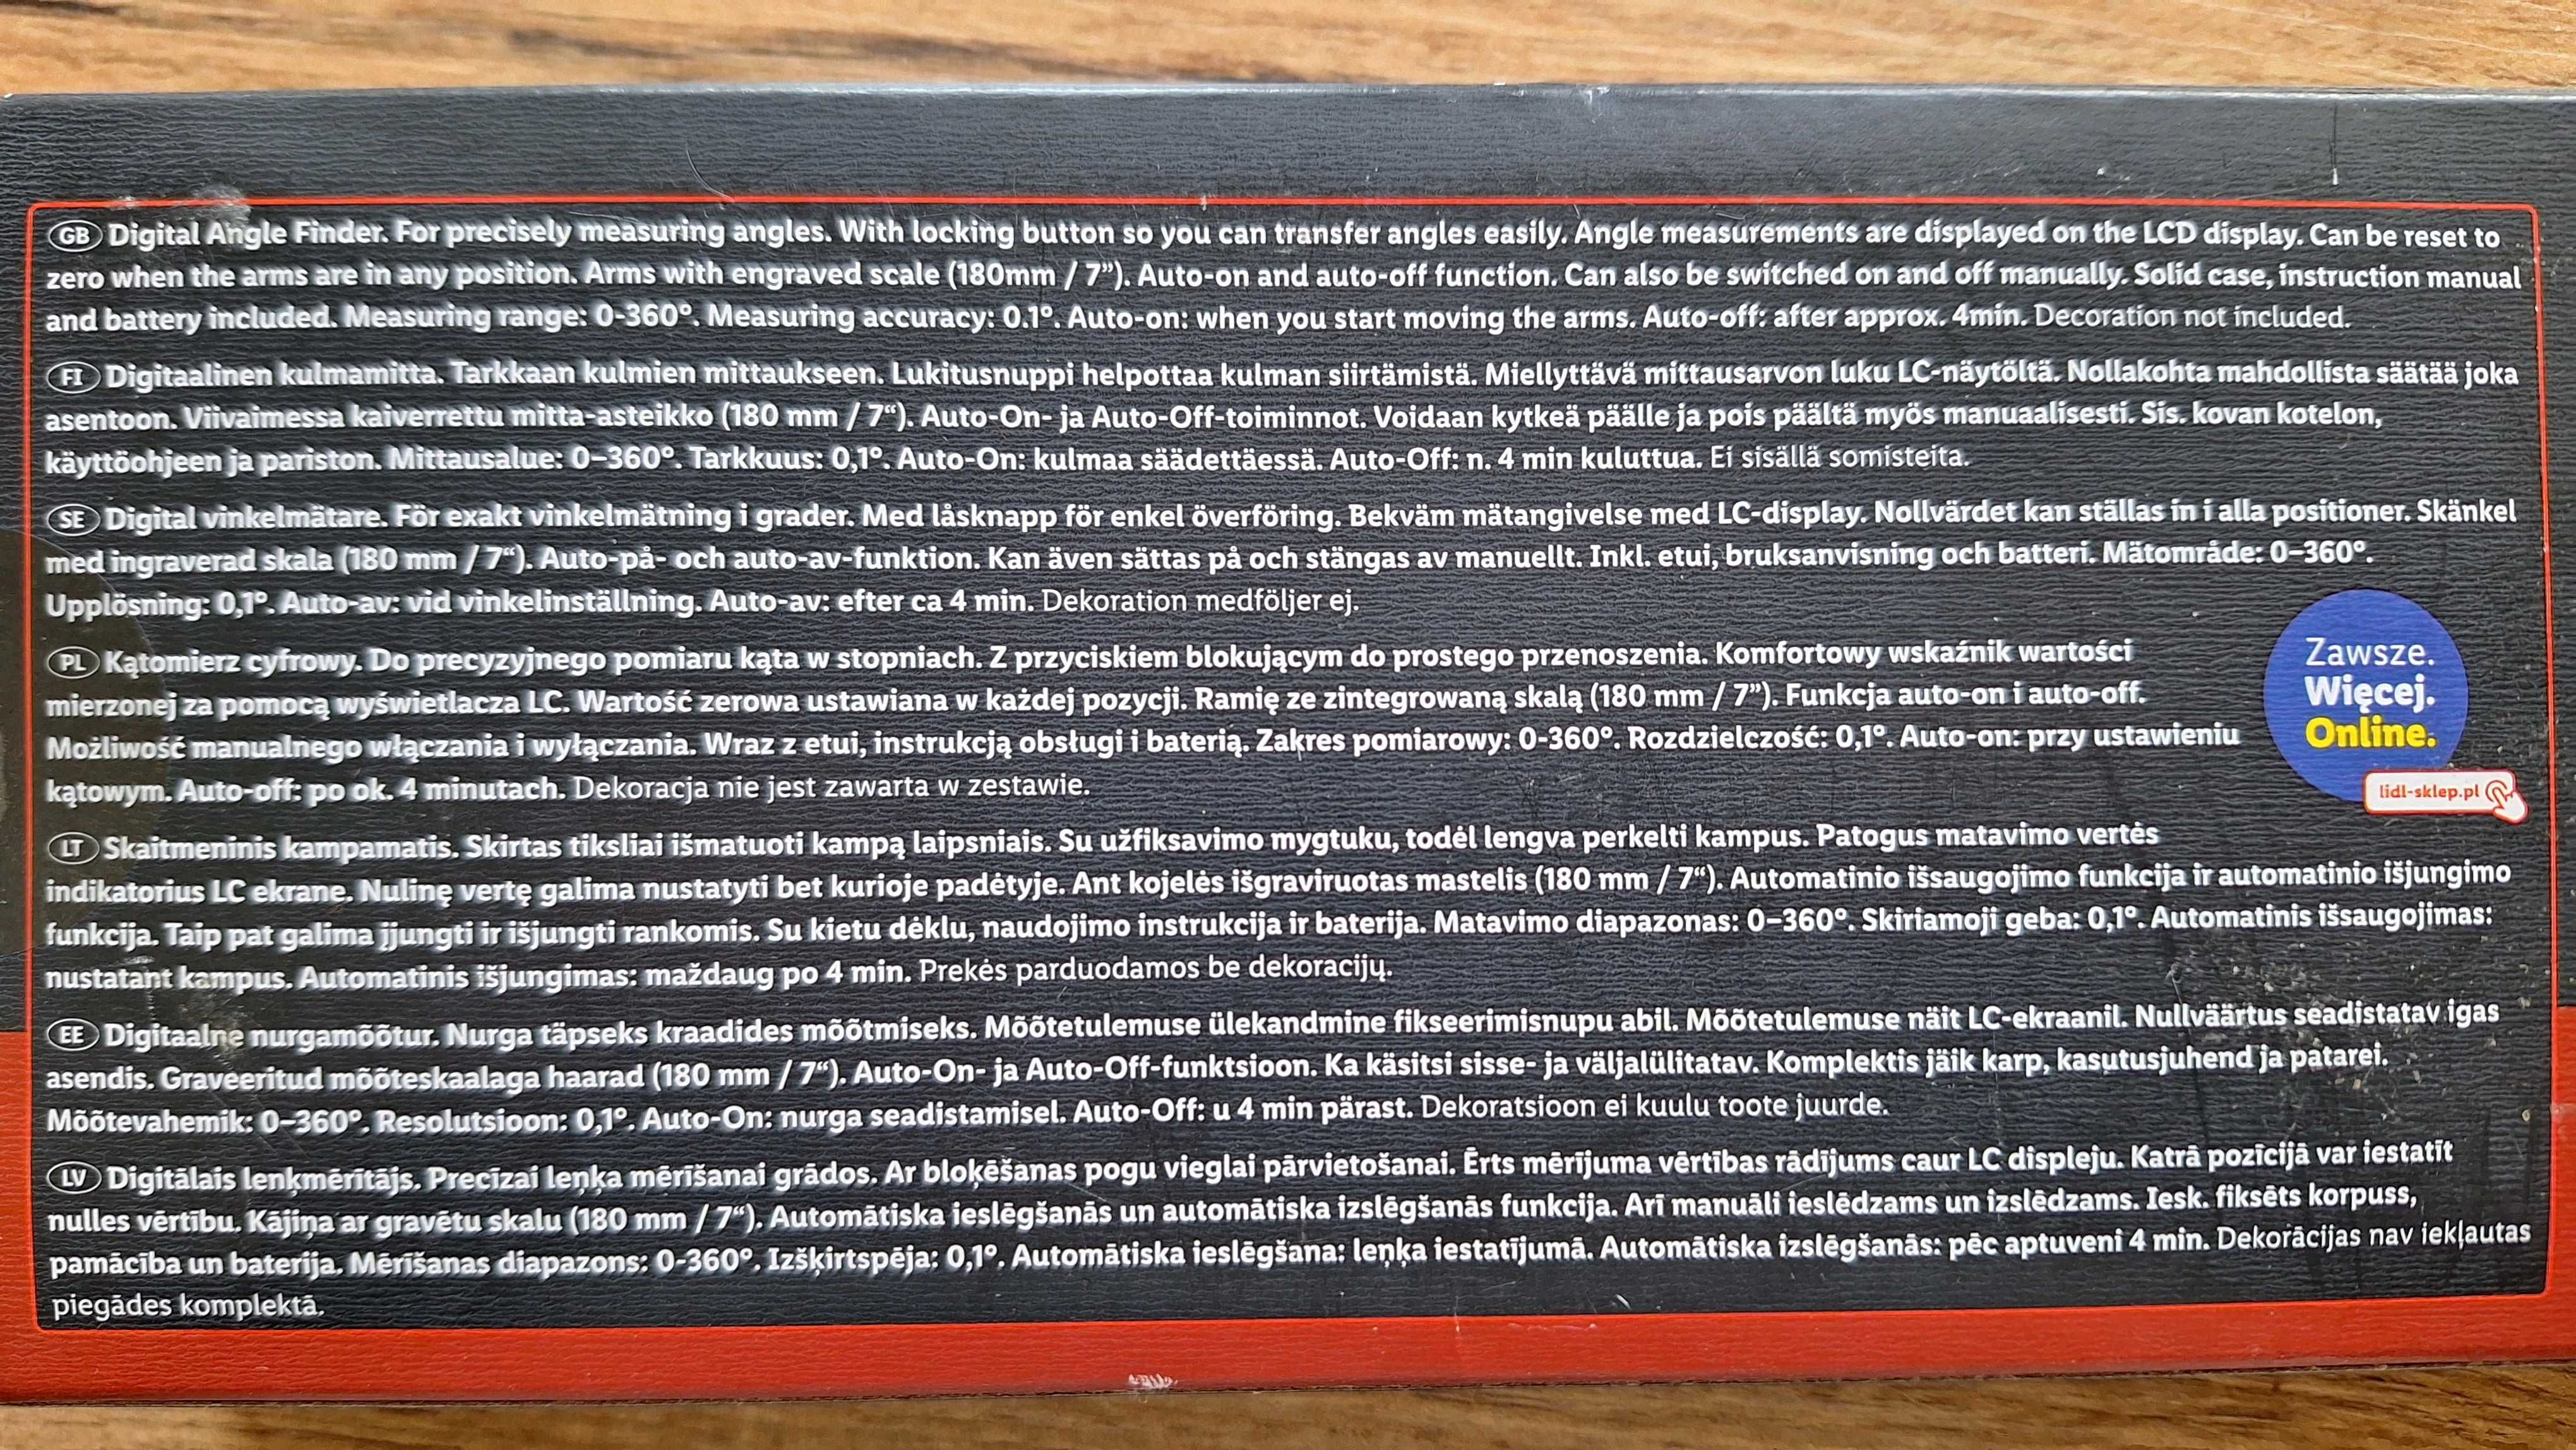 GB Digital Angle Finder. For precisely measuring angles. With locking button so you can transfer angles easily. Angle measurements are displayed on the LCD display. Can be reset to
zero when the arms are in any position. Arms with engraved scale (180mm / 7”). Auto-on and auto-off function. Can also be switched on and off manually. Solid case, instruction manual
and battery included. Measuring range: 0-360°. Measuring accuracy: 0.1°. Auto-on: when you start moving the arms. Auto-off: after approx. 4min. Decoration not included.
FI Digitaalinen kulmamitta. Tarkkaan kulmien mittaukseen. Lukitusnuppi helpottaa kulman siirtämistä. Miellyttävä mittausarvon luku LC-näytöltä. Nollakohta mahdollista säätää joka
asentoon. Viivaimessa kaiverrettu mitta-asteikko (180 mm / 7“). Auto-On- ja Auto-Off-toiminnot. Voidaan kytkeä päälle ja pois päältä myös manuaalisesti. Sis. kovan kotelon,
käyttöohjeen ja pariston. Mittausalue: 0–360°. Tarkkuus: 0,1°. Auto-On: kulmaa säädettäessä. Auto-Off: n. 4 min kuluttua. Ei sisällä somisteita.
SE Digital vinkelmätare. För exakt vinkelmätning i grader. Med låsknapp för enkel överföring. Bekväm mätangivelse med LC-display. Nollvärdet kan ställas in i alla positioner. Skänkel
med ingraverad skala (180 mm / 7“). Auto-på- och auto-av-funktion. Kan även sättas på och stängas av manuellt. Inkl. etui, bruksanvisning och batteri. Mätområde: 0–360°.
Upplösning: 0,1°. Auto-av: vid vinkelinställning. Auto-av: efter ca 4 min. Dekoration medföljer ej.
PL Kątomierz cyfrowy. Do precyzyjnego pomiaru kąta w stopniach. Z przyciskiem blokującym do prostego przenoszenia. Komfortowy wskaźnik wartości
mierzonej za pomocą wyświetlacza LC. Wartość zerowa ustawiana w każdej pozycji. Ramię ze zintegrowaną skalą (180 mm / 7”). Funkcja auto-on i auto-off.
Możliwość manualnego włączania i wyłączania. Wraz z etui, instrukcją obsługi i baterią. Zakres pomiarowy: 0-360°. Rozdzielczość: 0,1°. Auto-on: przy ustawieniu
kątowym. Auto-off: po ok. 4 minutach. Dekoracja nie jest zawarta w zestawie.
Zawsze.
Więcej.
Online.
lidl-sklep.pl
LT Skaitmeninis kampamatis. Skirtas tiksliai išmatuoti kampą laipsniais. Su užfiksavimo mygtuku, todėl lengva perkelti kampus. Patogus matavimo vertės
indikatorius LC ekrane. Nulinę vertę galima nustatyti bet kurioje padėtyje. Ant kojelės išgraviruotas mastelis (180 mm / 7“). Automatinio išsaugojimo funkcija ir automatinio išjungimo
funkcija. Taip pat galima įjungti ir išjungti rankomis. Su kietu dėklu, naudojimo instrukcija ir baterija. Matavimo diapazonas: 0–360°. Skiriamoji geba: 0,1°. Automatinis išsaugojimas:
nustatant kampus. Automatinis išjungimas: maždaug po 4 min. Prekės parduodamos be dekoracijų.
EE Digitaalne nurgamõõtur. Nurga täpseks kraadides mõõtmiseks. Mõõtetulemuse ülekandmine fikseerimisnupu abil. Mõõtetulemuse näit LC-ekraanil. Nullväärtus seadistatav igas
asendis. Graveeritud mõõteskaalaga haarad (180 mm / 7“). Auto-On- ja Auto-Off-funktsioon. Ka käsitsi sisse- ja väljalülitatav. Komplektis jäik karp, kasutusjuhend ja patarei.
Mõõtevahemik: 0–360°. Resolutsioon: 0,1°. Auto-On: nurga seadistamisel. Auto-Off: u 4 min pärast. Dekoratsioon ei kuulu toote juurde.
LV Digitālais leņķmērītājs. Precīzai leņķa mērīšanai grādos. Ar bloķēšanas pogu vieglai pārvietošanai. Ērts mērījuma vērtības rādījums caur LC displeju. Katrā pozīcijā var iestatīt
nulles vērtību. Kājiņa ar gravētu skalu (180 mm / 7“). Automātiska ieslēgšanās un automātiska izslēgšanās funkcija. Arī manuāli ieslēdzams un izslēdzams. Iesk. fiksēts korpuss,
pamācība un baterija. Mērīšanas diapazons: 0-360°. Izšķirtspēja: 0,1°. Automātiska ieslēgšana: leņķa iestatījumā. Automātiska izslēgšanās: pēc aptuveni 4 min. Dekorācijas nav iekļautas
piegādes komplektā.